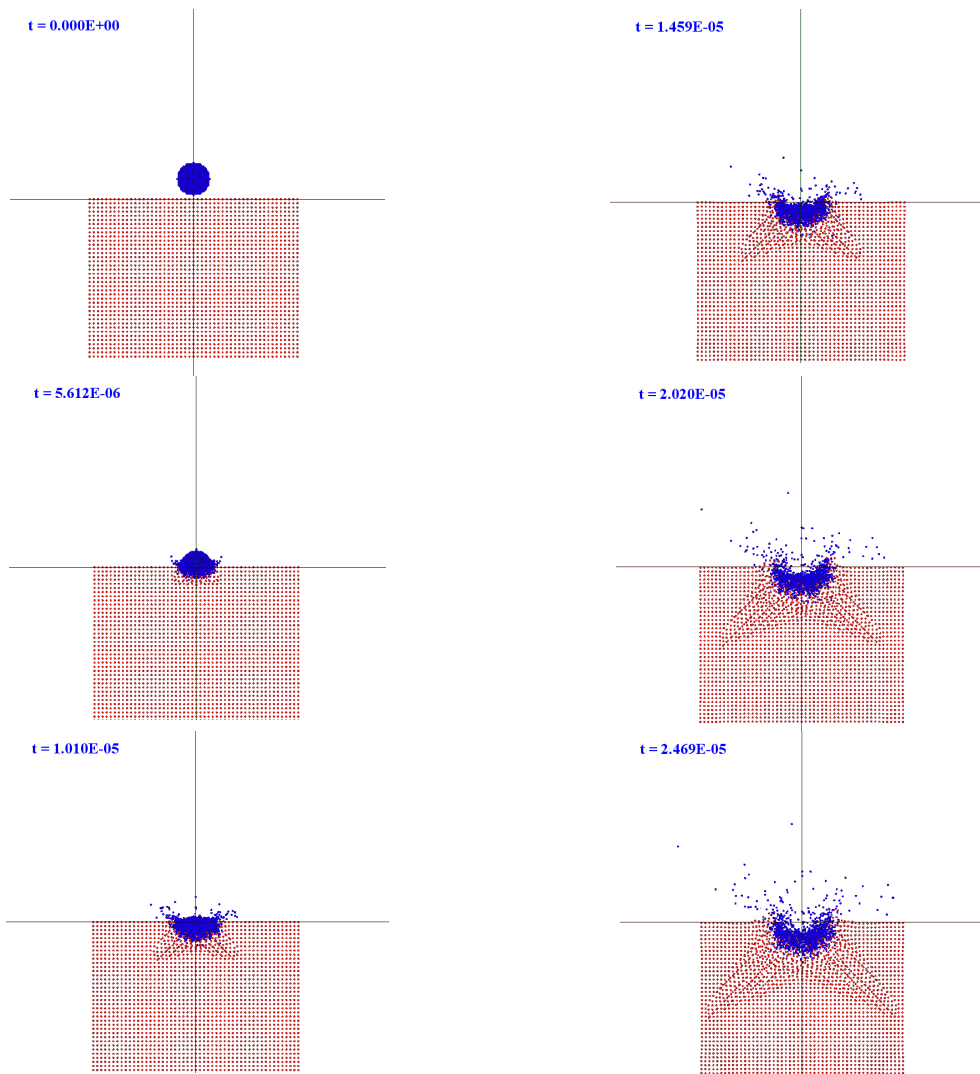 t = 0.000E+00
t = 5.612E-06
t = 1.010E-05
t = 1.459E-05
t = 2.020E-05
t = 2.469E-05